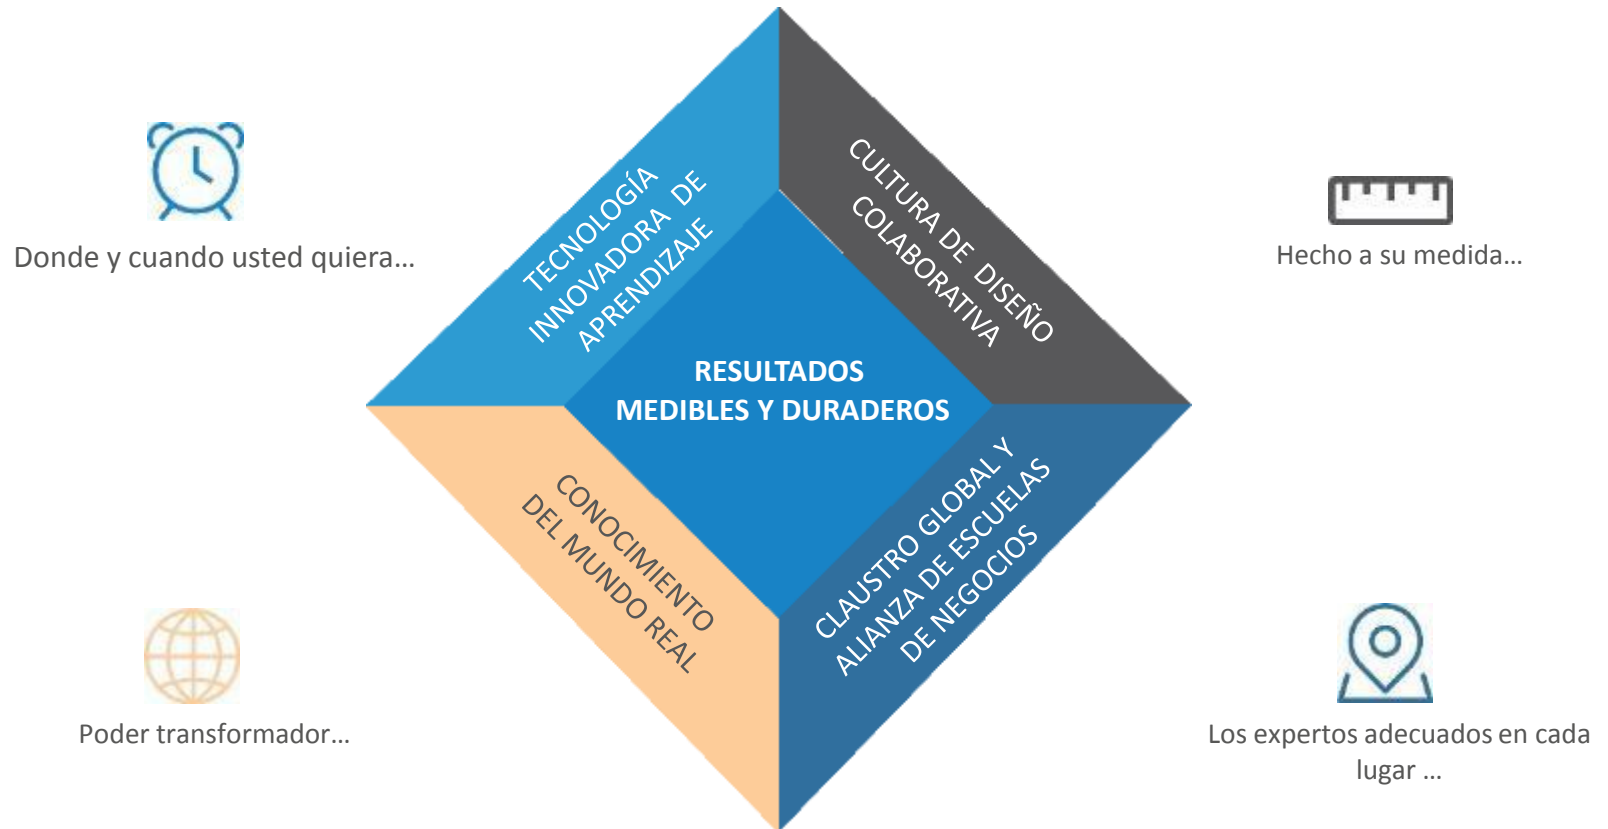 Donde y cuando usted quiera...
TECNOLOGÍA
INNOVADORA DE
APRENDIZAJE
CULTURA DE DISEÑO
COLABORATIVA
Hecho a su medida...
RESULTADOS
MEDIBLES Y DURADEROS
CONOCIMIENTO
DEL MUNDO REAL
CLAUSTRO GLOBAL Y
ALIANZA DE ESCUELAS
DE NEGOCIOS
Poder transformador...
Los expertos adecuados en cada
lugar ...